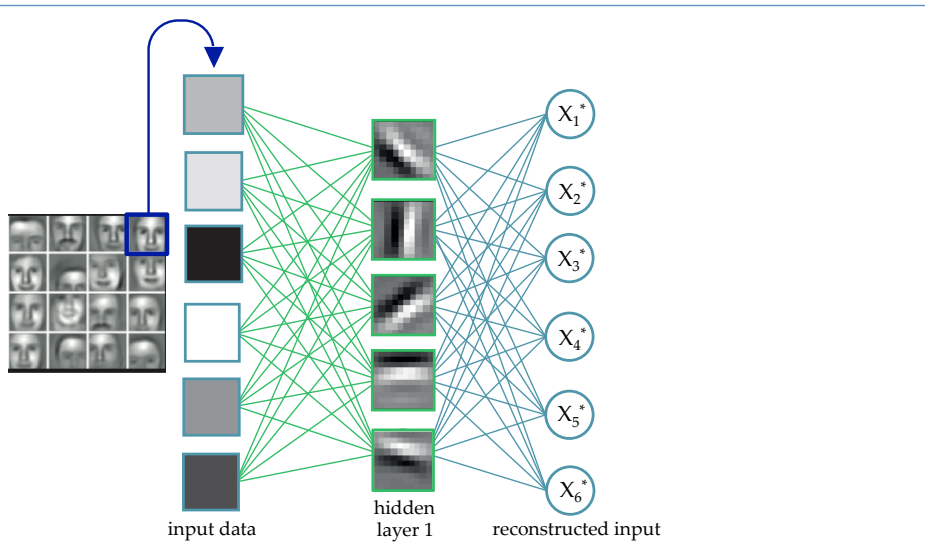 X₁*
X₂*
X₃*
X₄*
X₅*
X₆*
input data
hidden
layer 1
reconstructed input